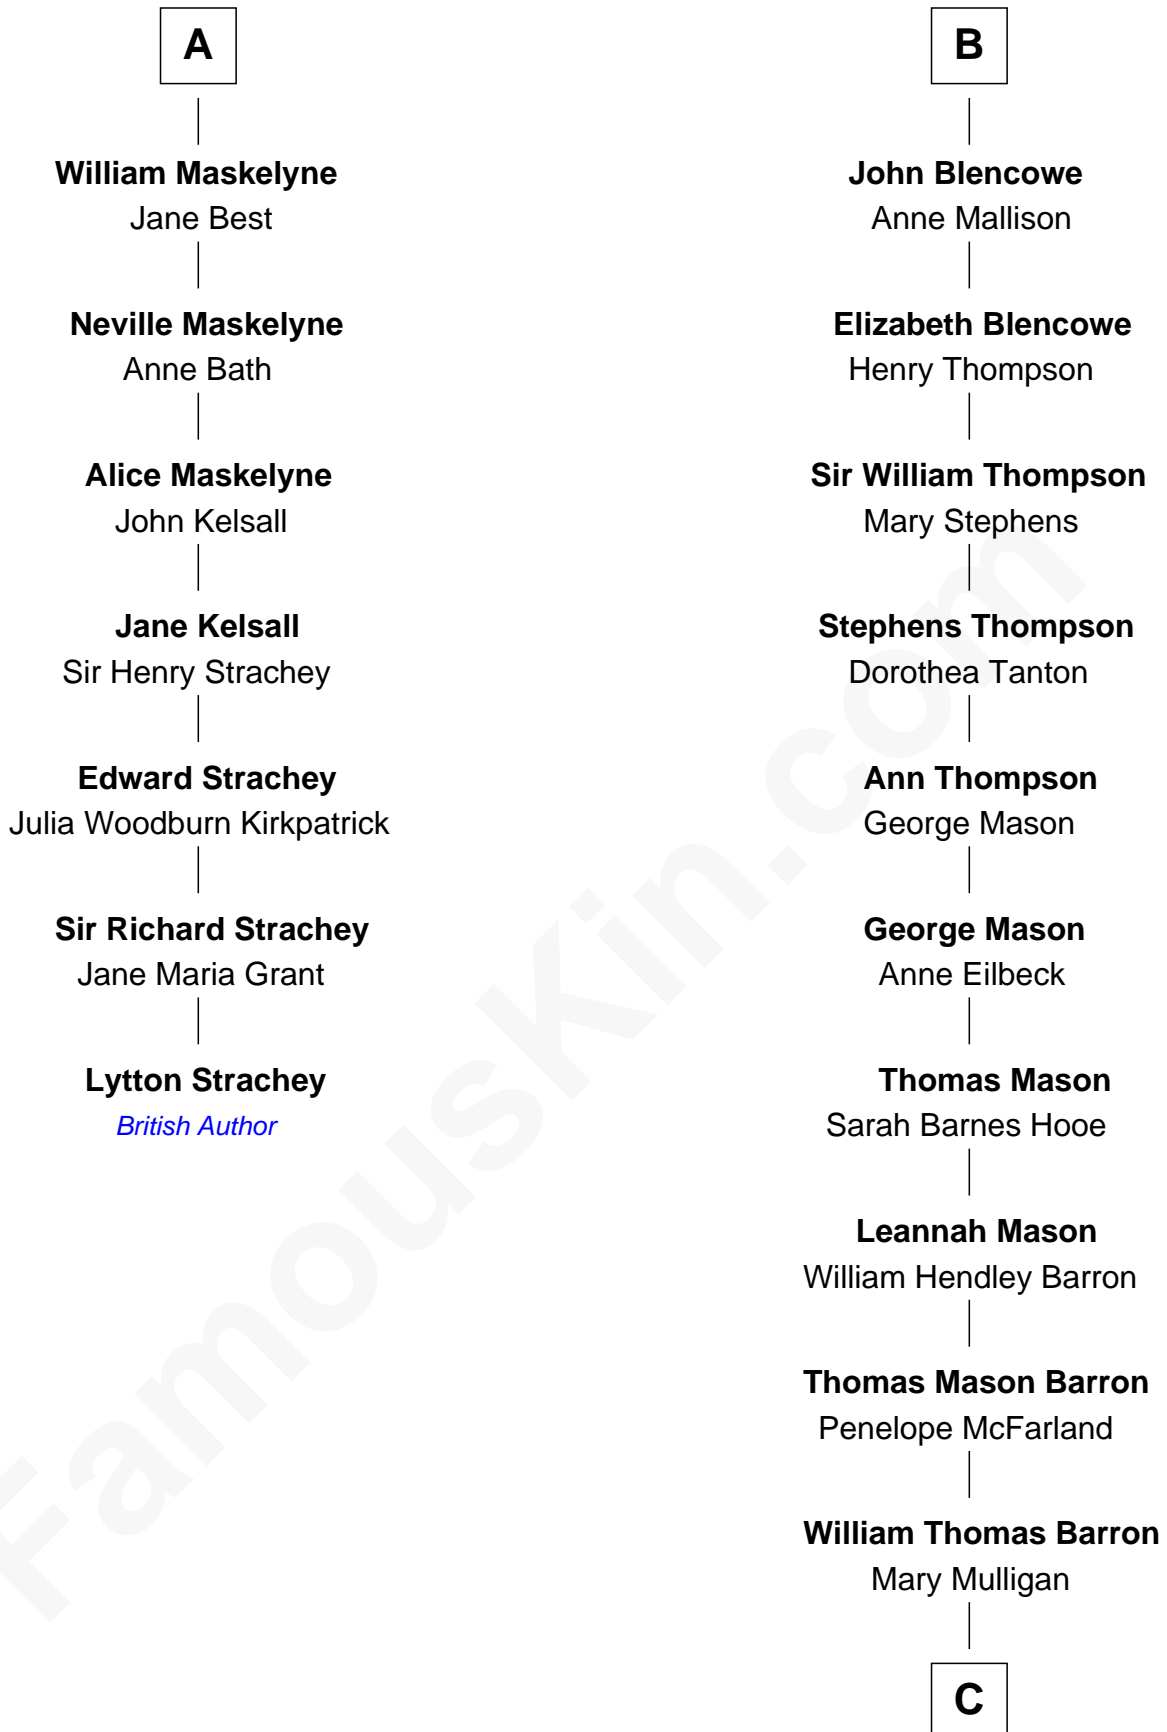 A
William Maskelyne
Jane Best
Neville Maskelyne
Anne Bath
Alice Maskelyne
John Kelsall
Jane Kelsall
Sir Henry Strachey
Edward Strachey
Julia Woodburn Kirkpatrick
Sir Richard Strachey
Jane Maria Grant
Lytton Strachey
British Author
B
John Blencowe
Anne Mallison
Elizabeth Blencowe
Henry Thompson
Sir William Thompson
Mary Stephens
Stephens Thompson
Dorothea Tanton
Ann Thompson
George Mason
George Mason
Anne Eilbeck
Thomas Mason
Sarah Barnes Hooe
Leannah Mason
William Hendley Barron
Thomas Mason Barron
Penelope McFarland
William Thomas Barron
Mary Mulligan
C
FamousKin.com